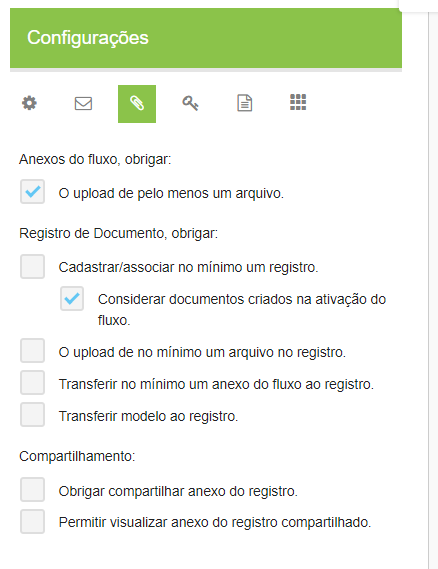 Configurações
Anexos do fluxo, obrigar:
O upload de pelo menos um arquivo.
Registro de Documento, obrigar:
Cadastrar/associar no mínimo um registro.
Considerar documentos criados na ativação do
fluxo.
O upload de no mínimo um arquivo no registro.
Transferir no mínimo um anexo do fluxo ao registro.
Transferir modelo ao registro.
Compartilhamento:
Obrigar compartilhar anexo do registro.
Permitir visualizar anexo do registro compartilhado.